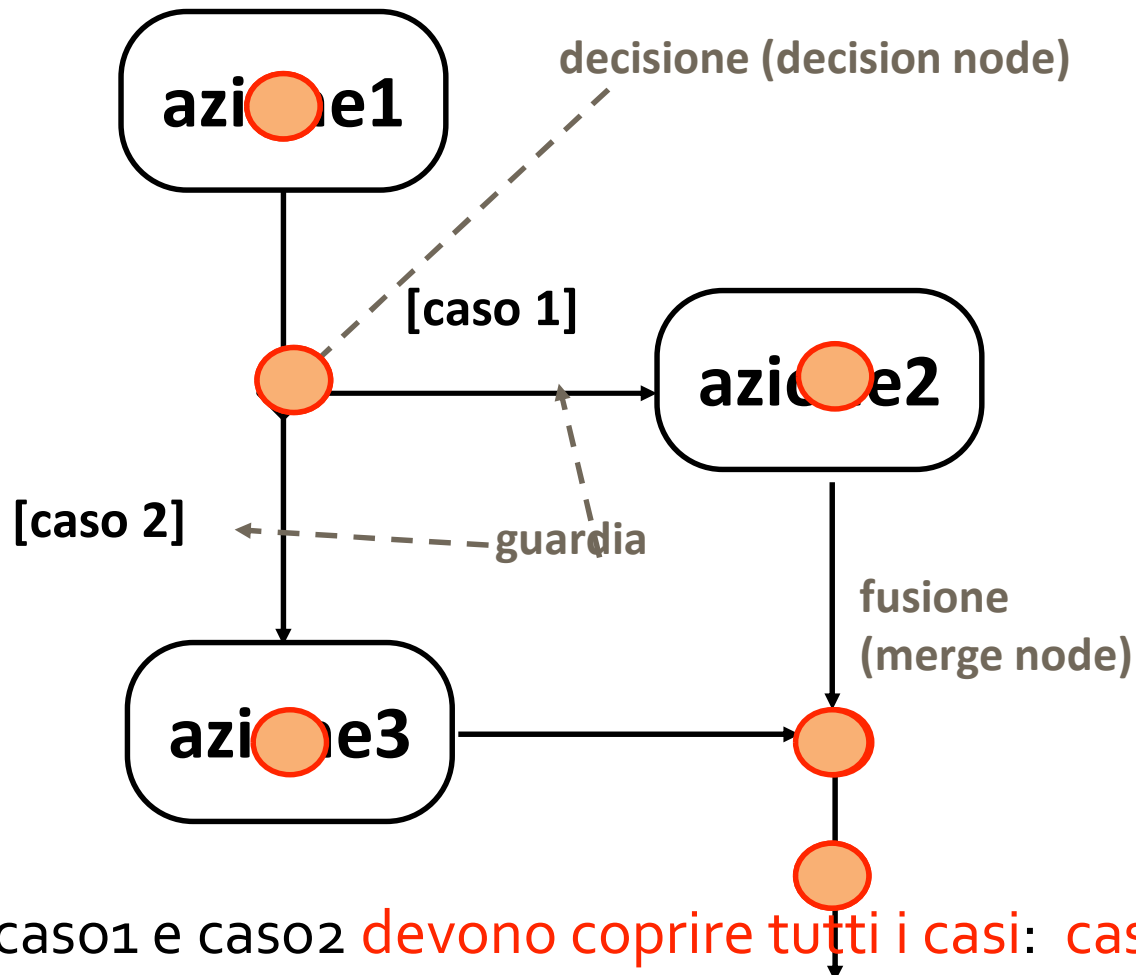 decisione (decision node)
azi e1
[caso 1]
azi e2
[caso 2]
guardia
fusione
(merge node)
azi e3
caso1 e caso2 devono coprire tutti i casi: cas